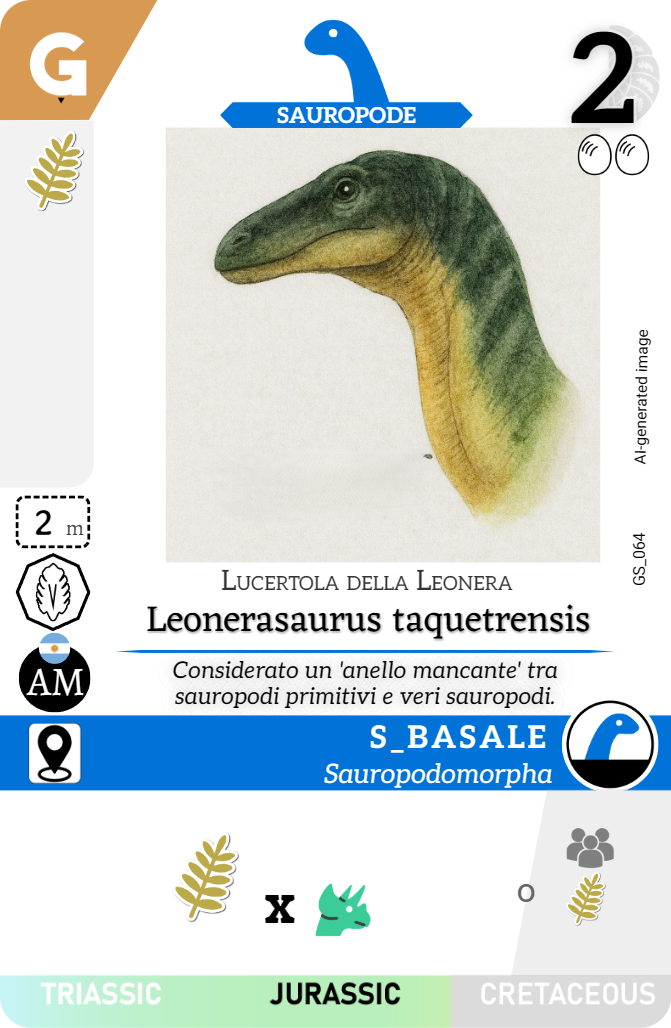 G
SAUROPODE
2
AI-generated image
GS_064
2 m
AM
Lucertola della Leonera
Leonerasaurus taquetrensis
Considerato un 'anello mancante' tra
sauropodi primitivi e veri sauropodi.
S_BASALE
Sauropodomorpha
x
o
TRIASSIC JURASSIC CRETACEOUS